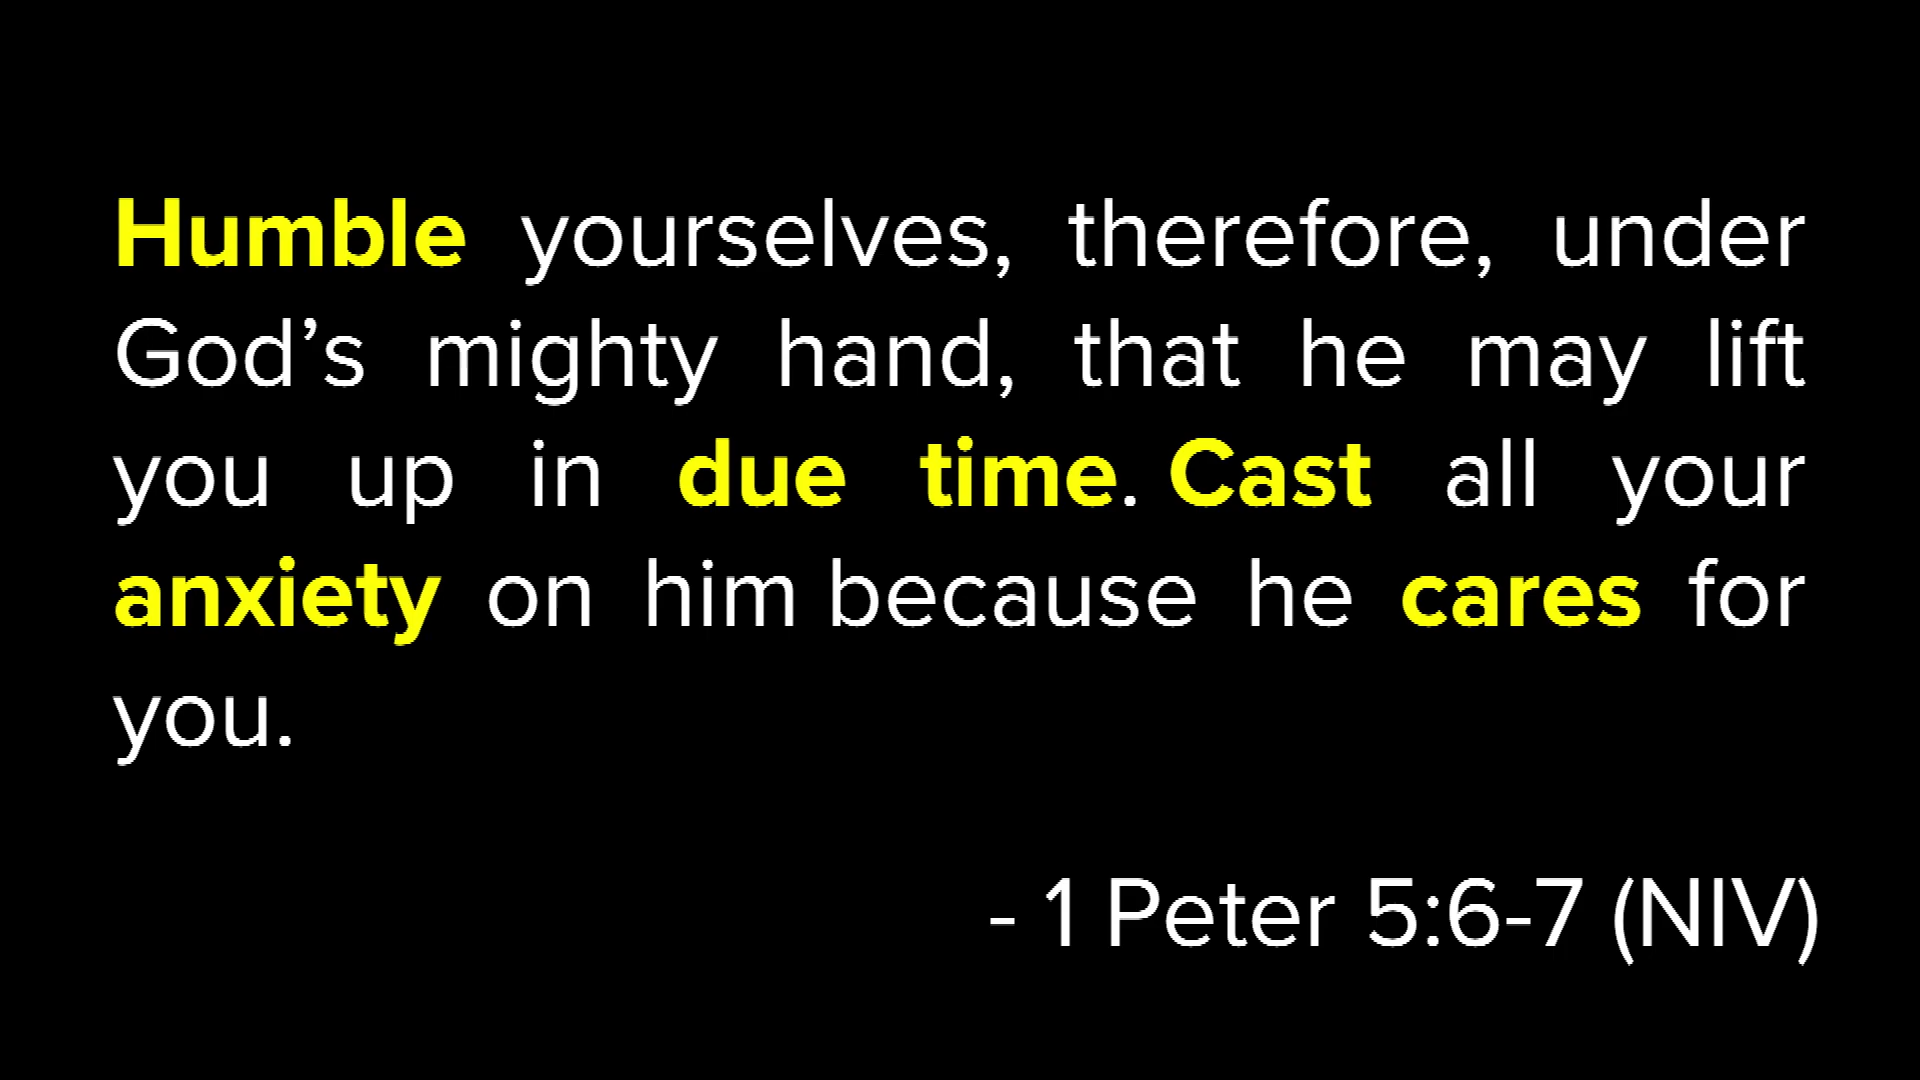 Humble yourselves, therefore, under
God’s mighty hand, that he may lift
you up in due time. Cast all your
anxiety on him because he cares for
you.
- 1 Peter 5:6-7 (NIV)